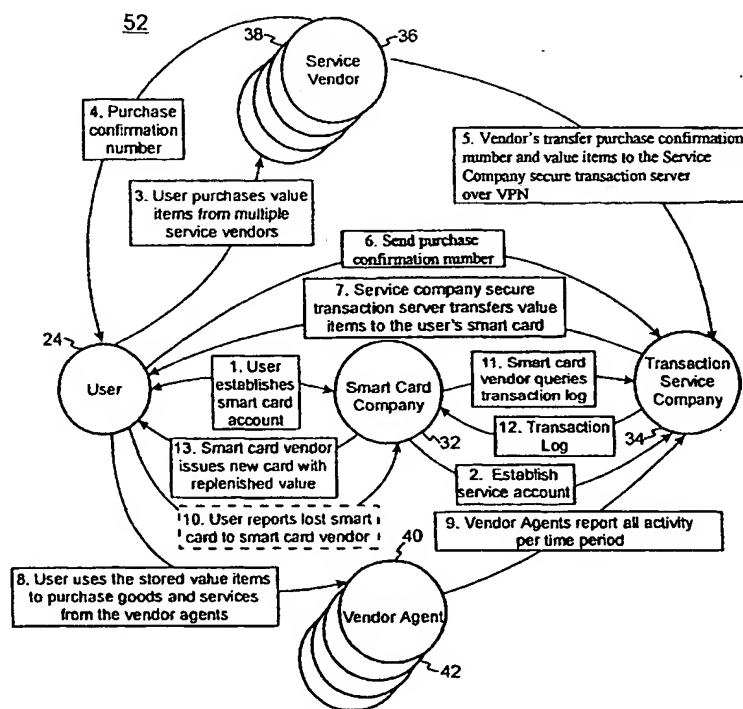 52
38
36
Service
Vendor
4. Purchase
confirmation
number
5. Vendor's transfer purchase confirmation
number and value items to the Service
Company secure transaction server
over VPN
3. User purchases value
items from multiple
service vendors
6. Send purchase
confirmation number
7. Service company secure
transaction server transfers value
items to the user's smart card
24
User
1. User
establishes
smart card
account
Smart Card
Company
32
11. Smart card
vendor queries
transaction log
Transaction
Service
Company
34
12. Transaction
Log
13. Smart card vendor
issues new card with
replenished value
2. Establish
service account
10. User reports lost smart
card to smart card vendor
9. Vendor Agents report all activity
per time period
40
8. User uses the stored value items
to purchase goods and services
from the vendor agents
Vendor Agent
42